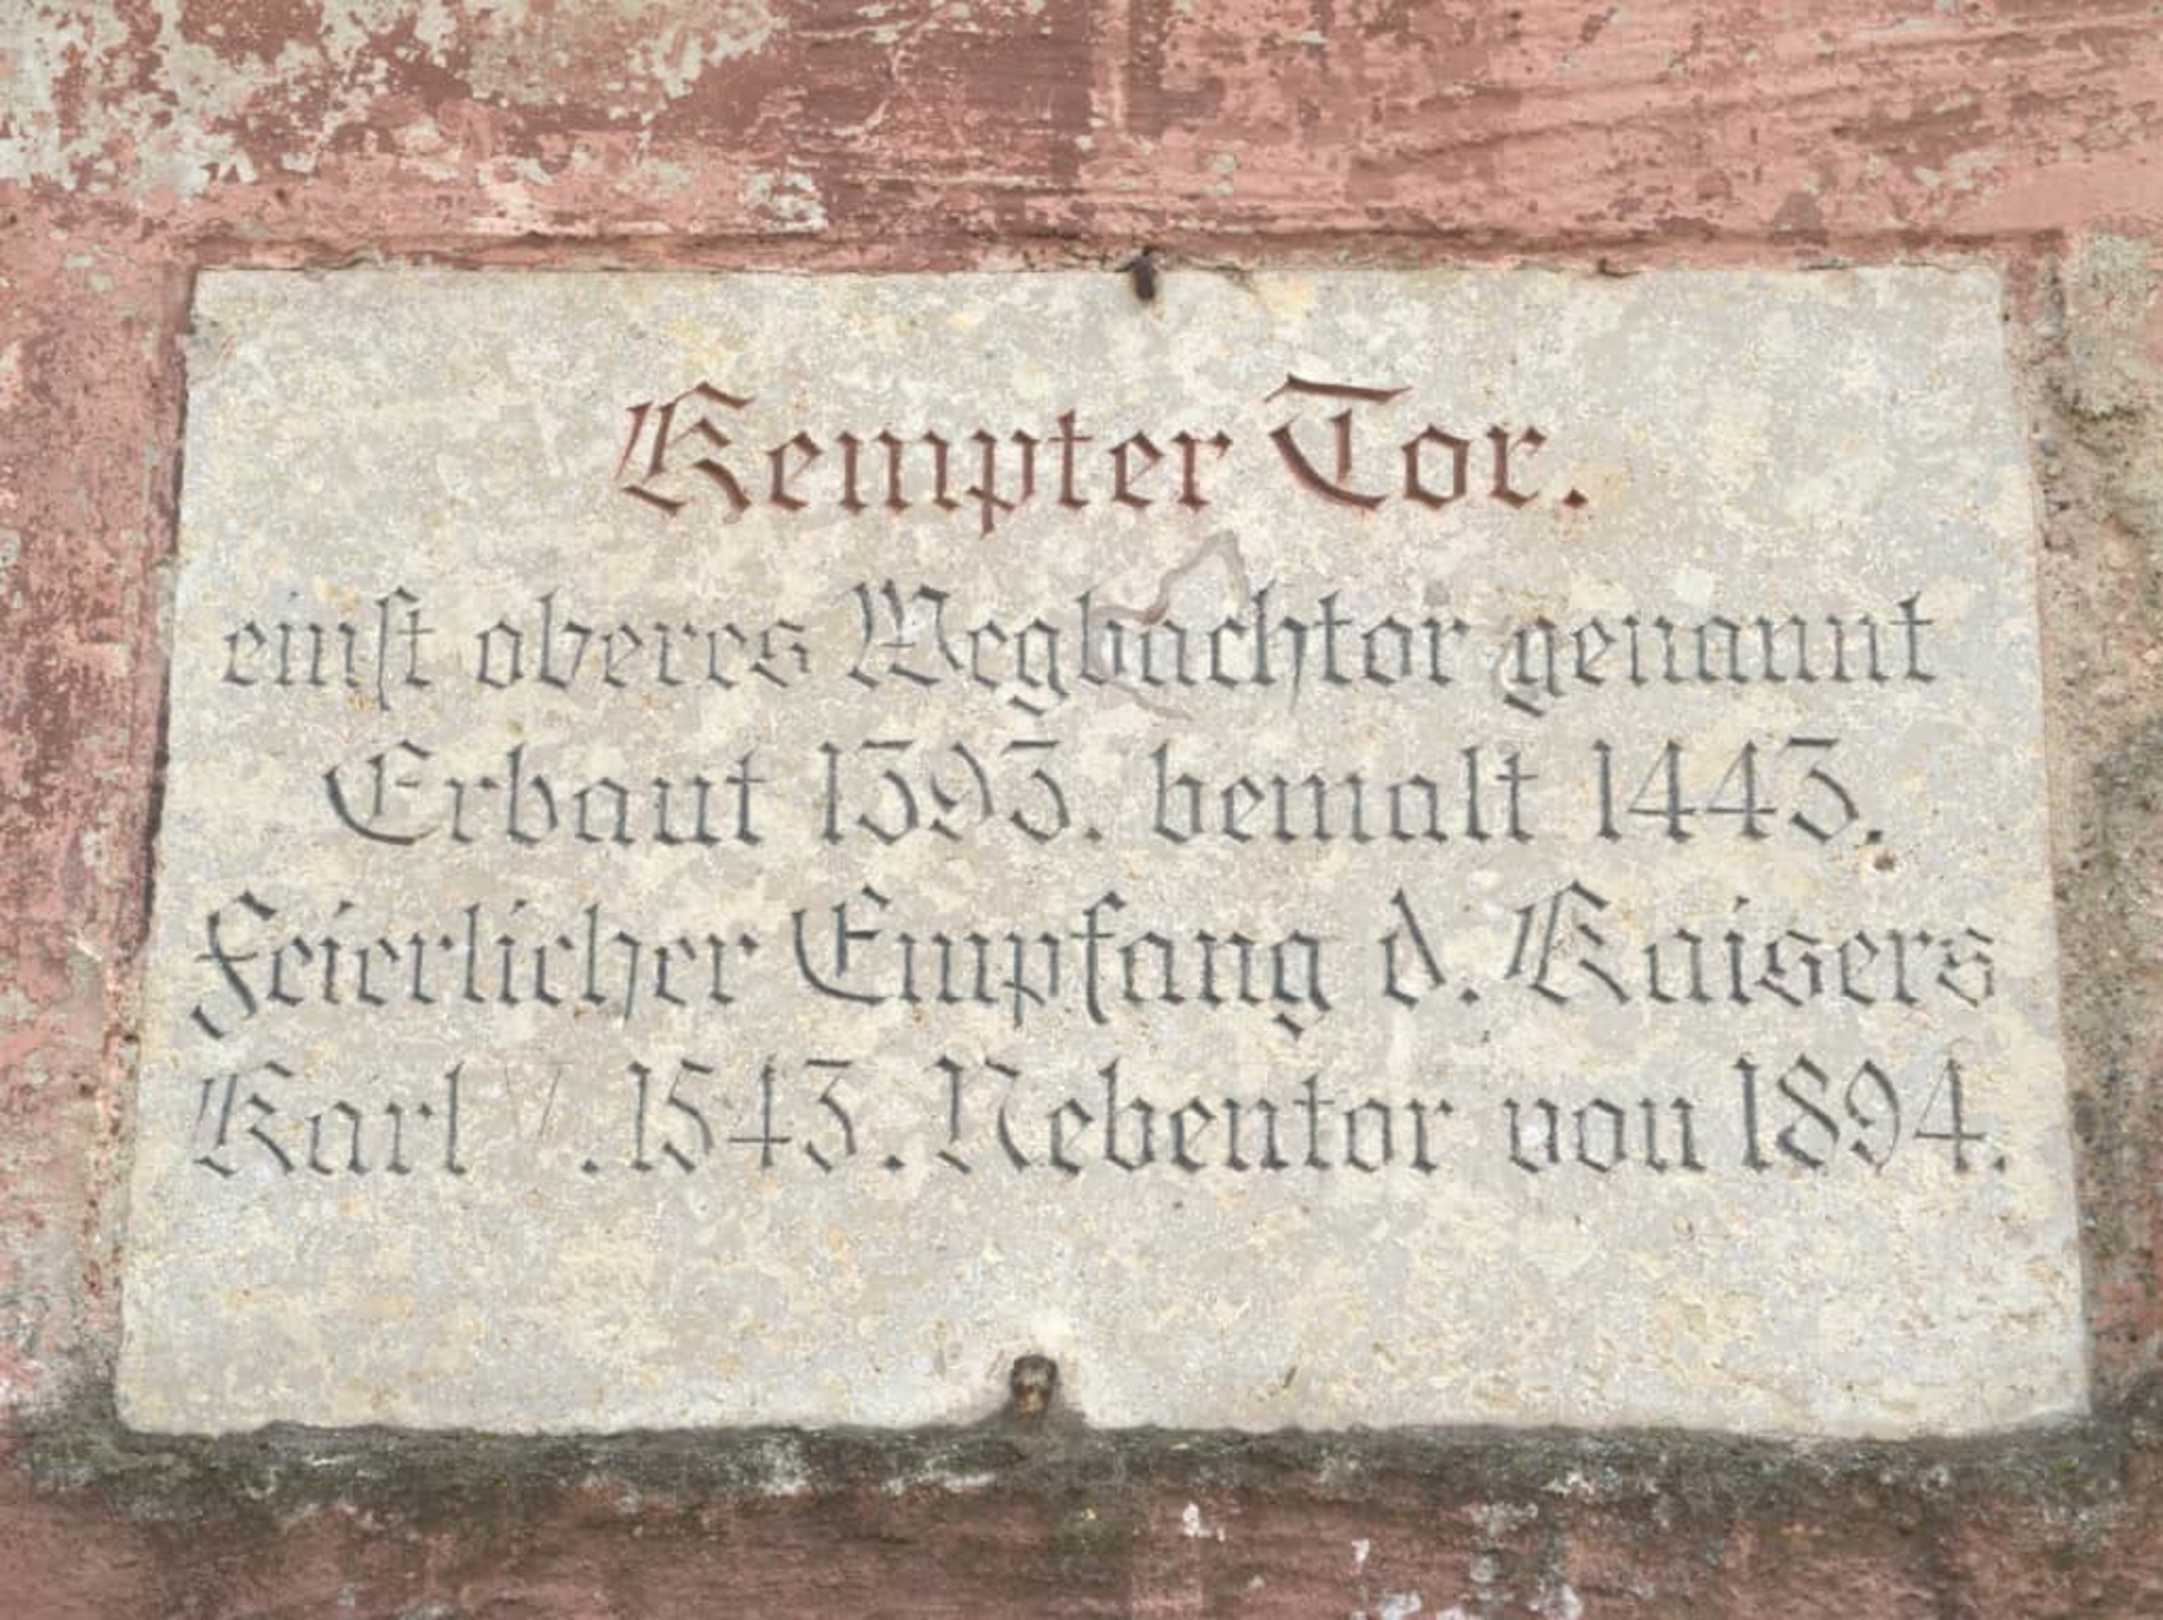 Kempter Tor.
einst oberes Wegbachtor genannt
Erbaut 1393. bemalt 1443.
Feierlicher Empfang d. Kaisers
Karl V. 1543. Nebentor von 1894.